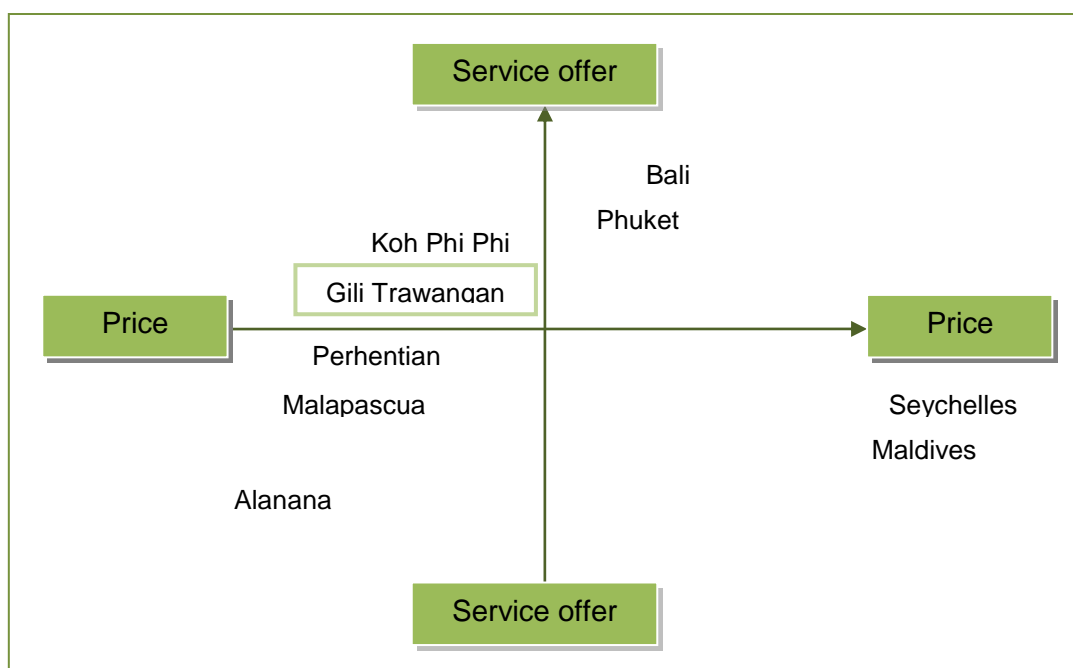 Service offer
Bali
Phuket
Koh Phi Phi
Gili Trawangan
Price
Price
Perhentian
Malapascua
Seychelles
Maldives
Alanana
Service offer